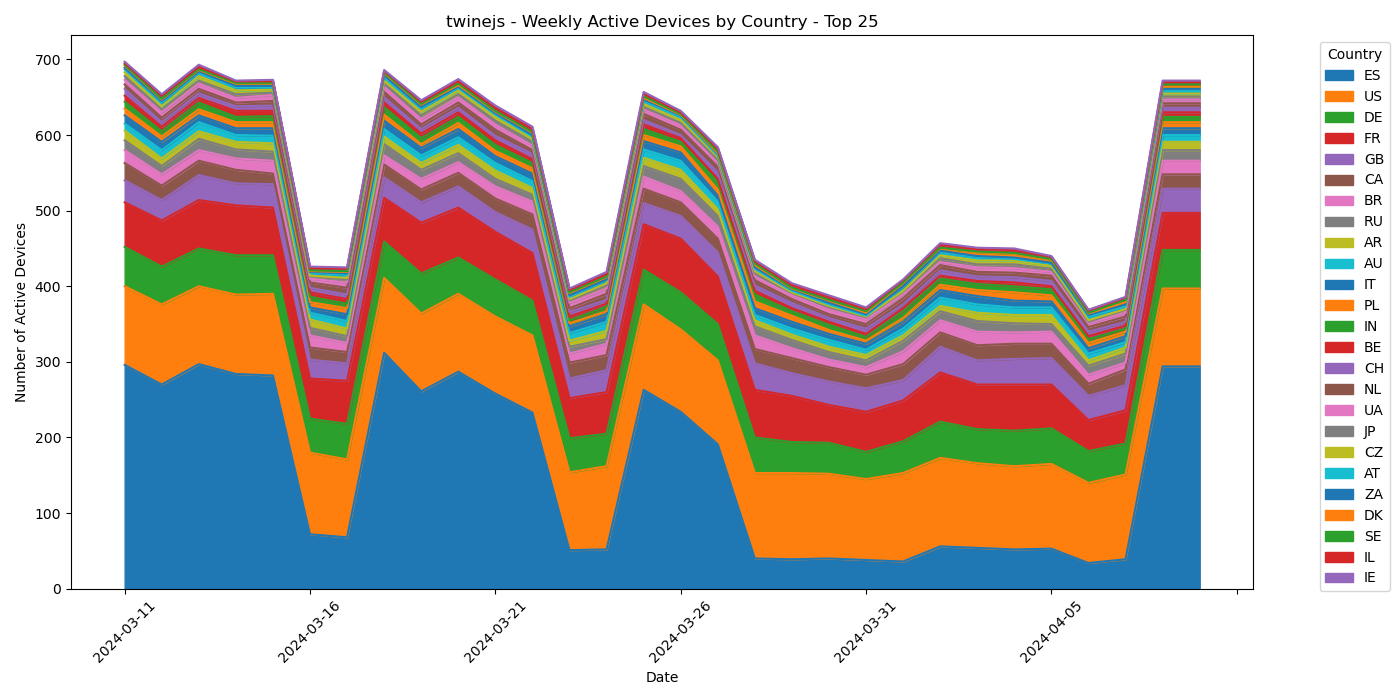 twinejs - Weekly Active Devices by Country - Top 25
Number of Active Devices
700
600
500
400
300
200
100
0
2024-03-11
2024-03-16
2024-03-21
2024-03-26
2024-03-31
2024-04-05
Date
Country
ES
US
DE
FR
GB
CA
BR
RU
AR
AU
IT
PL
IN
BE
CH
NL
UA
JP
CZ
AT
ZA
DK
SE
IL
IE